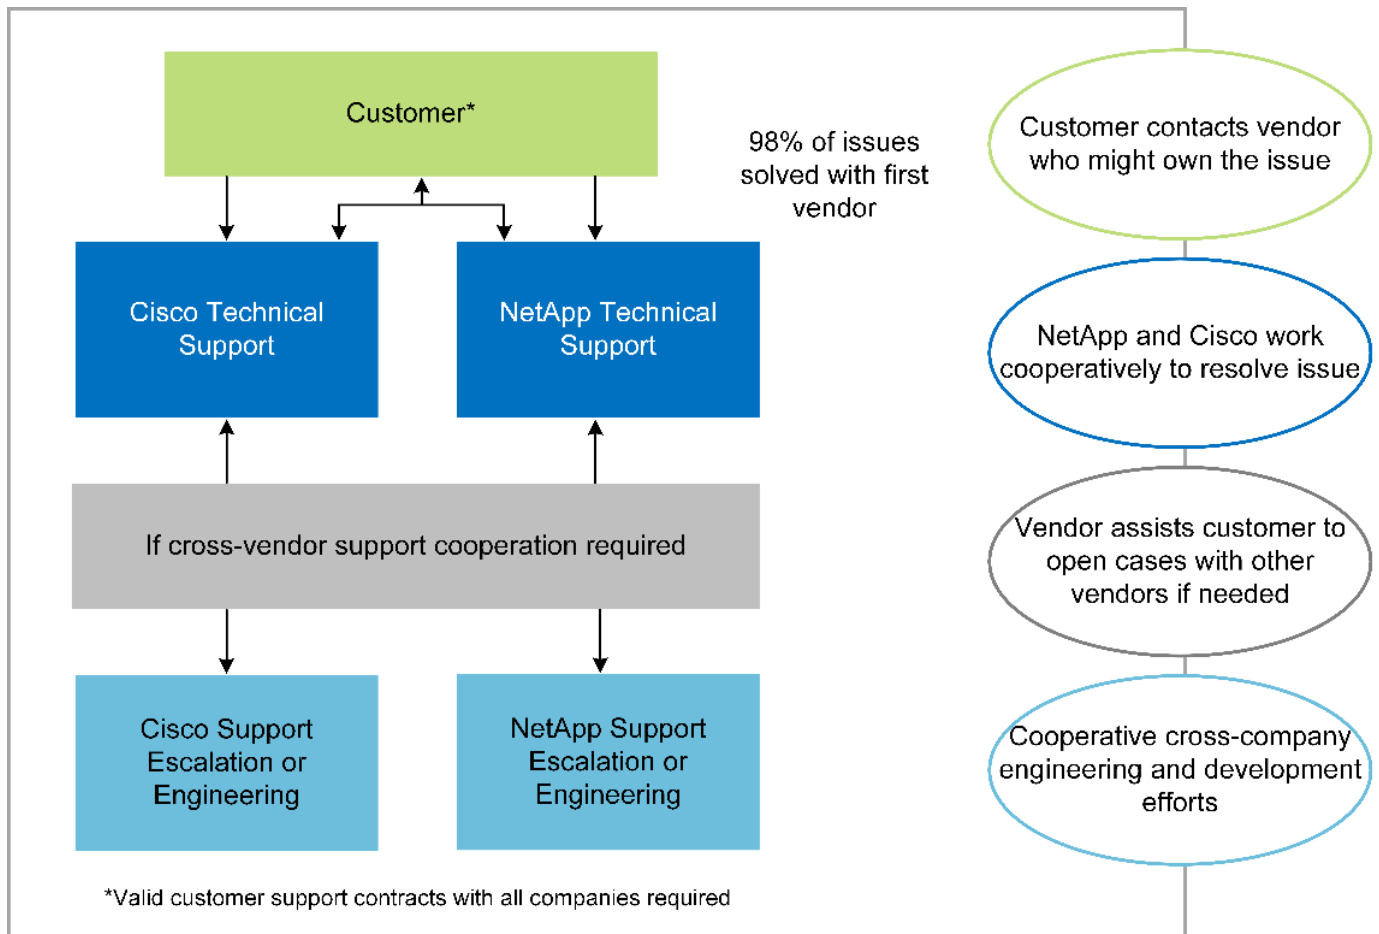 Customer*
98% of issues
solved with first
vendor
Cisco Technical
Support
NetApp Technical
Support
If cross-vendor support cooperation required
Cisco Support
Escalation or
Engineering
NetApp Support
Escalation or
Engineering
*Valid customer support contracts with all companies required
Customer contacts vendor
who might own the issue
NetApp and Cisco work
cooperatively to resolve issue
Vendor assists customer to
open cases with other
vendors if needed
Cooperative cross-company
engineering and development
efforts